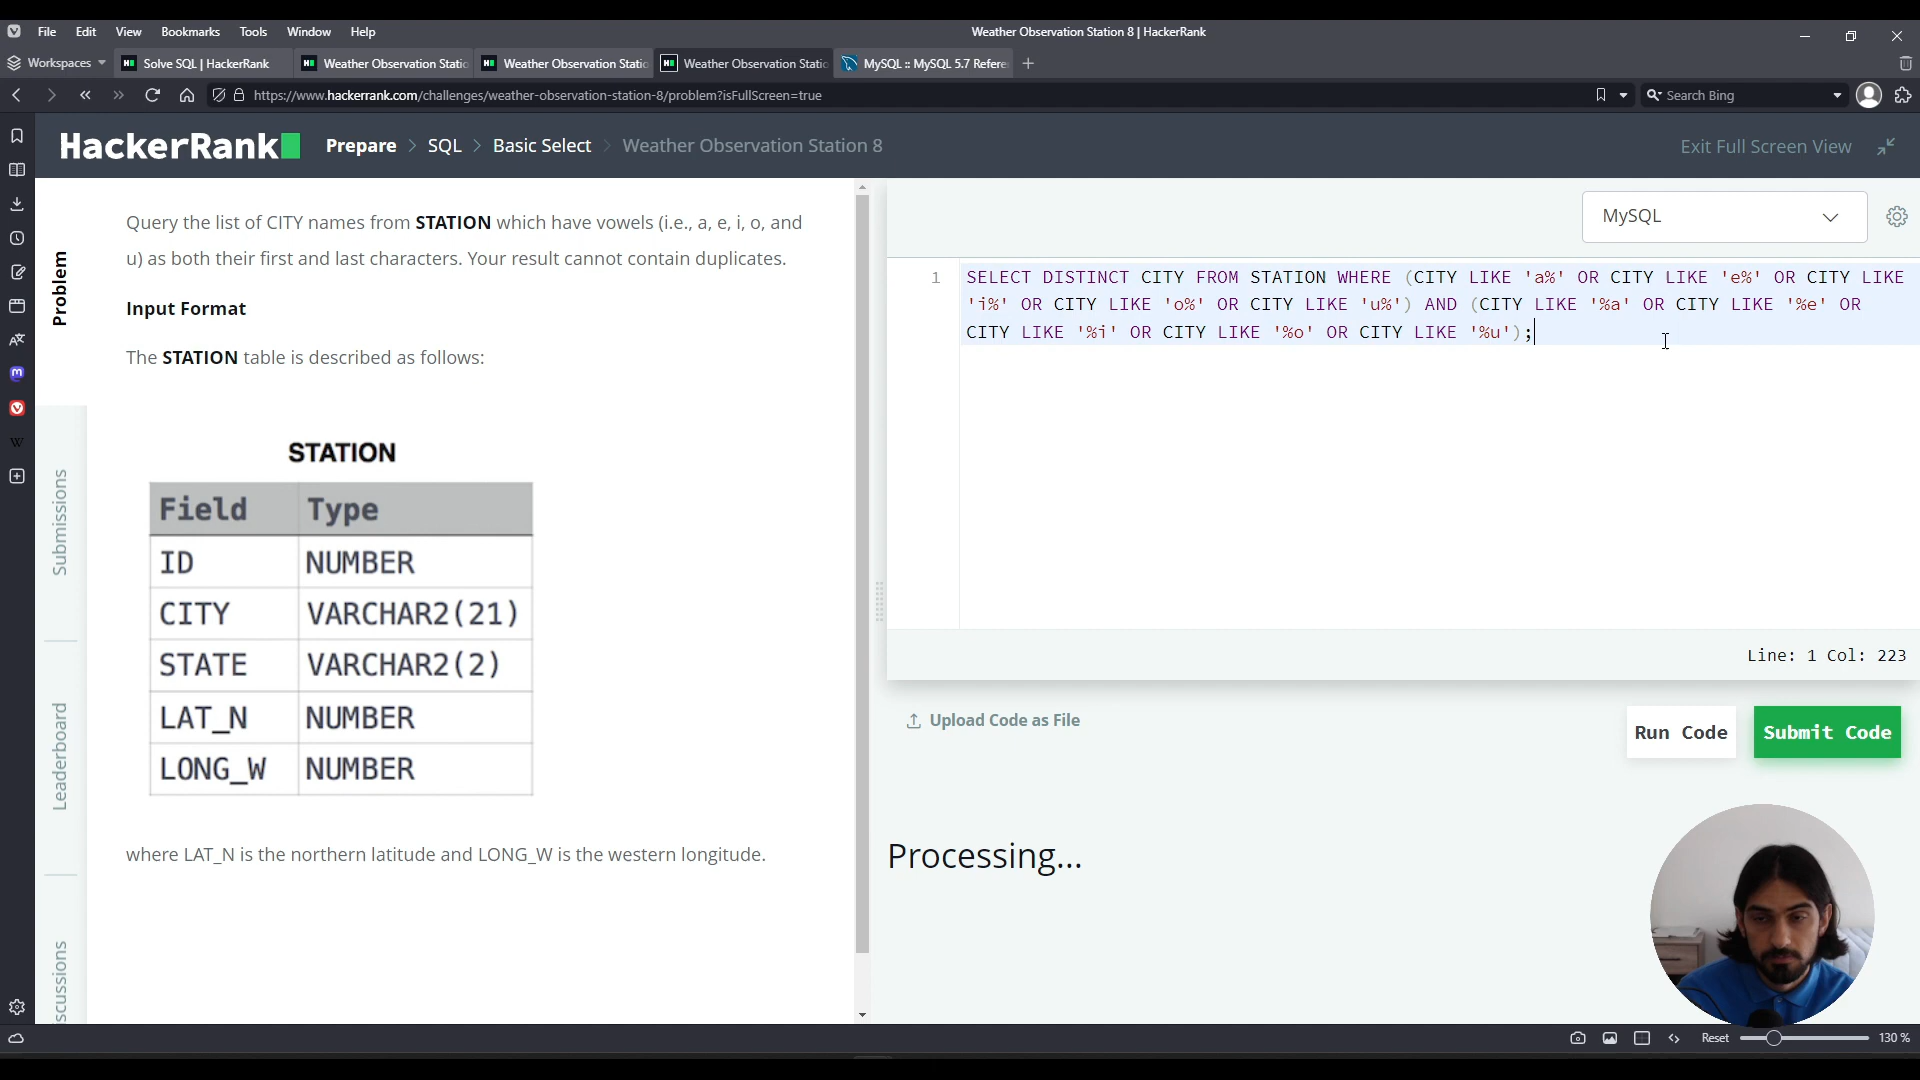 File Edit View Bookmarks Tools Window Help
Weather Observation Station 8 | HackerRank
Workspaces
Solve SQL | HackerRank
Weather Observation Static
Weather Observation Static
Weather Observation Static
MySQL :: MySQL 5.7 Refere
https://www.hackerrank.com/challenges/weather-observation-station-8/problem?isFullScreen=true
Search Bing
HackerRank
Prepare > SQL > Basic Select > Weather Observation Station 8
Exit Full Screen View
Problem
Submissions
Leaderboard
scussions
Query the list of CITY names from STATION which have vowels (i.e., a, e, i, o, and
u) as both their first and last characters. Your result cannot contain duplicates.
Input Format
The STATION table is described as follows:
STATION
Field Type
ID NUMBER
CITY VARCHAR2(21)
STATE VARCHAR2(2)
LAT_N NUMBER
LONG_W NUMBER
where LAT_N is the northern latitude and LONG_W is the western longitude.
MySQL
1 SELECT DISTINCT CITY FROM STATION WHERE (CITY LIKE 'a%' OR CITY LIKE 'e%' OR CITY LIKE
'i%' OR CITY LIKE 'o%' OR CITY LIKE 'u%') AND (CITY LIKE '%a' OR CITY LIKE '%e' OR
CITY LIKE '%i' OR CITY LIKE '%o' OR CITY LIKE '%u');
Line: 1 Col: 223
Upload Code as File
Run Code
Submit Code
Processing...
Reset
130 %